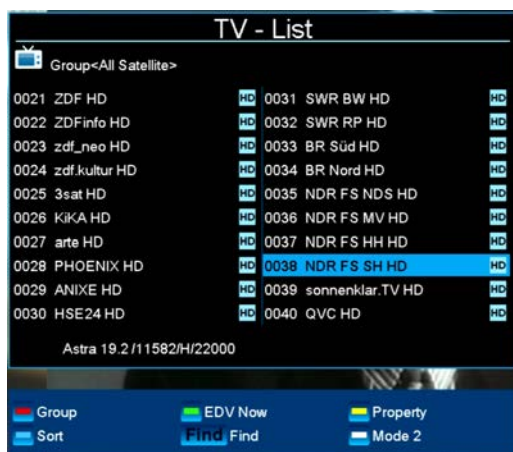 TV - List
Group<All Satellite>
0021 ZDF HD HD
0022 ZDFinfo HD HD
0023 zdf_neo HD HD
0024 zdf.kultur HD HD
0025 3sat HD HD
0026 KiKA HD HD
0027 arte HD HD
0028 PHOENIX HD HD
0029 ANIXE HD HD
0030 HSE24 HD HD
0031 SWR BW HD HD
0032 SWR RP HD HD
0033 BR Süd HD HD
0034 BR Nord HD HD
0035 NDR FS NDS HD HD
0036 NDR FS MV HD HD
0037 NDR FS HH HD HD
0038 NDR FS SH HD HD
0039 sonnenklar.TV HD HD
0040 QVC HD HD
Astra 19.2 /11582/H/22000
Group EDV Now Property
Sort Find Find Mode 2